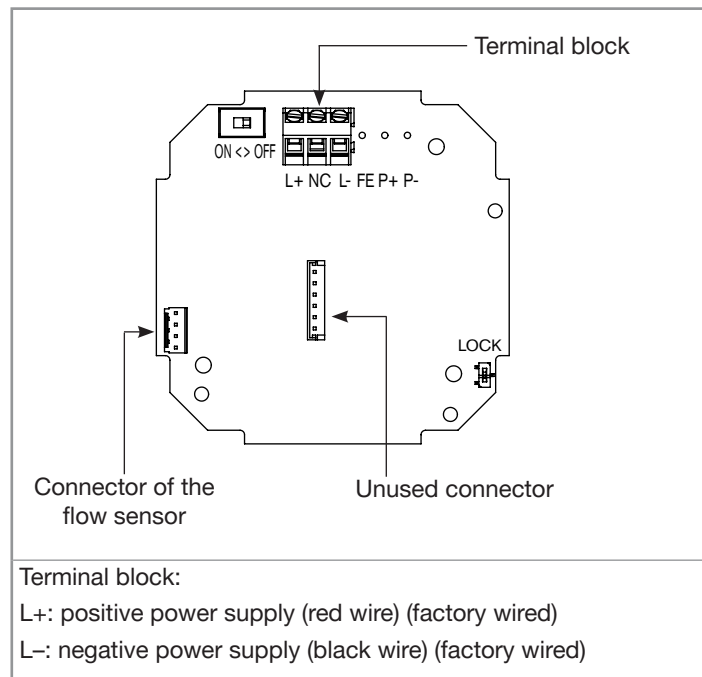 Terminal block
ON <> OFF
L+ NC L- FE P+ P-
LOCK
Connector of the
flow sensor
Unused connector
Terminal block:
L+: positive power supply (red wire) (factory wired)
L–: negative power supply (black wire) (factory wired)